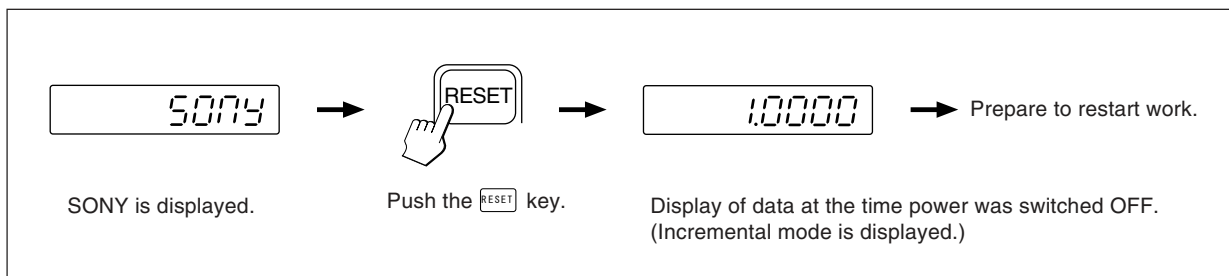 SONY
RESET
1.0000
Prepare to restart work.
SONY is displayed.
Push the RESET key.
Display of data at the time power was switched OFF.
(Incremental mode is displayed.)